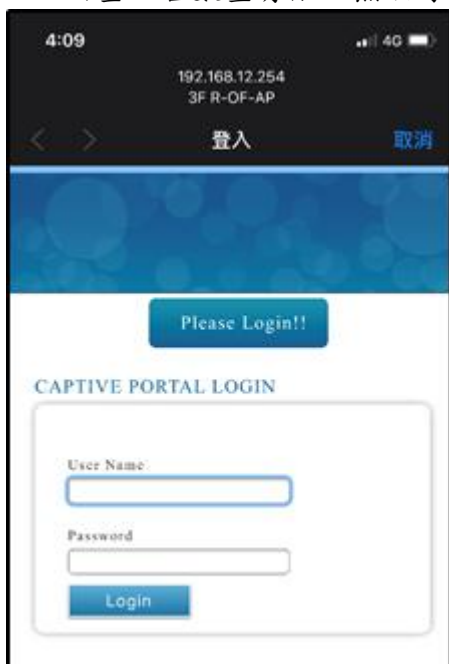 4:09
4G
192.168.12.254
3F R-OF-AP
登入
取消
Please Login!!
CAPTIVE PORTAL LOGIN
User Name
Password
Login